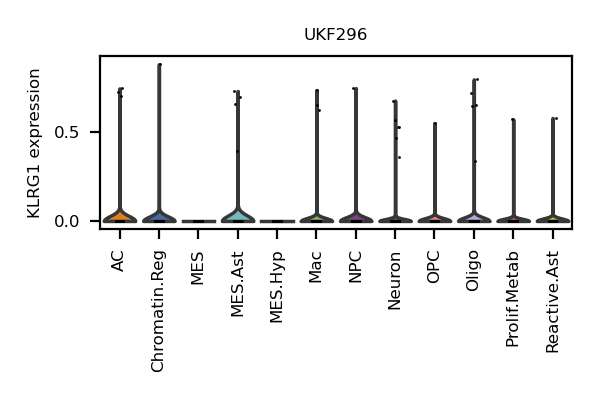 UKF296
KLRG1 expression
0.5
0.0
AC
Chromatin.Reg
MES
MES.Ast
MES.Hyp
Mac
NPC
Neuron
OPC
Oligo
Prolif.Metab
Reactive.Ast